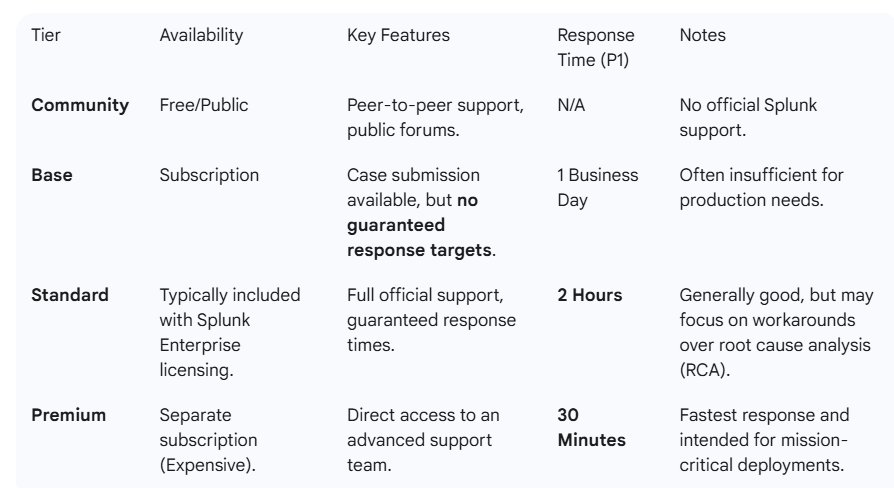 Tier Availability Key Features Response Time (P1) Notes
Community Free/Public Peer-to-peer support, public forums. N/A No official Splunk support.
Base Subscription Case submission available, but no guaranteed response targets. 1 Business Day Often insufficient for production needs.
Standard Typically included with Splunk Enterprise licensing. Full official support, guaranteed response times. 2 Hours Generally good, but may focus on workarounds over root cause analysis (RCA).
Premium Separate subscription (Expensive). Direct access to an advanced support team. 30 Minutes Fastest response and intended for mission-critical deployments.